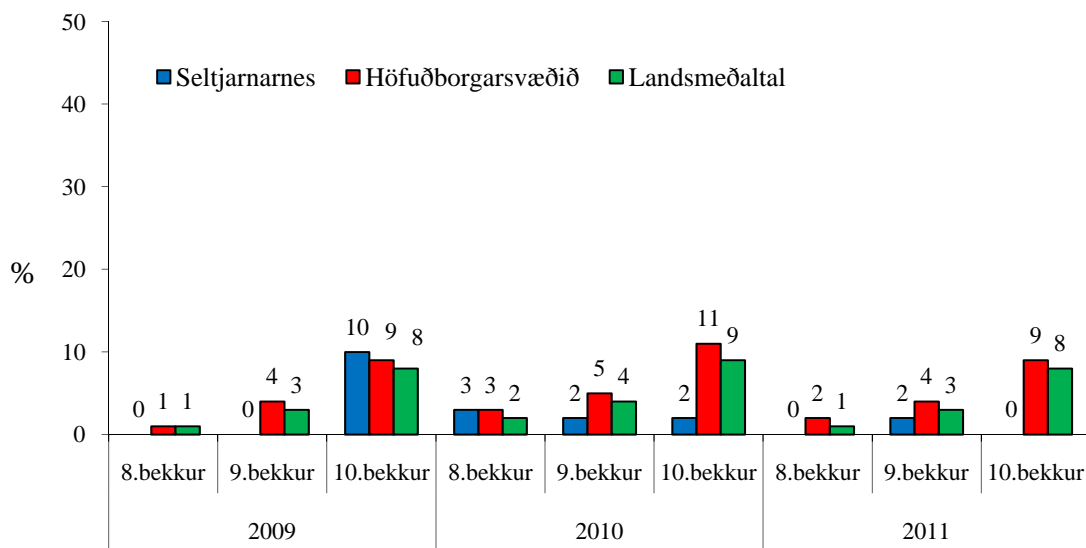 50
Seltjarnarnes Höfuðborgarsvæðið Landsmeðaltal
40
30
%
20
10
0
0 1 1 0 4 3 10 9 8 3 3 2 2 5 4 2 11 9 0 2 1 2 4 3 0 9 8
8.bekkur 9.bekkur 10.bekkur 8.bekkur 9.bekkur 10.bekkur 8.bekkur 9.bekkur 10.bekkur
2009 2010 2011